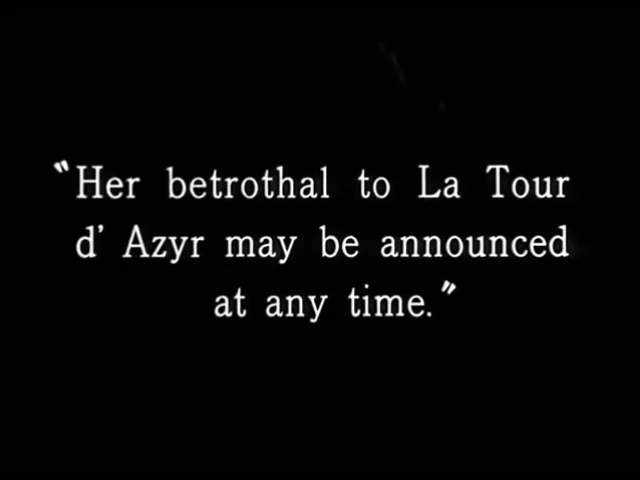 "Her betrothal to La Tour
d' Azyr may be announced
at any time."